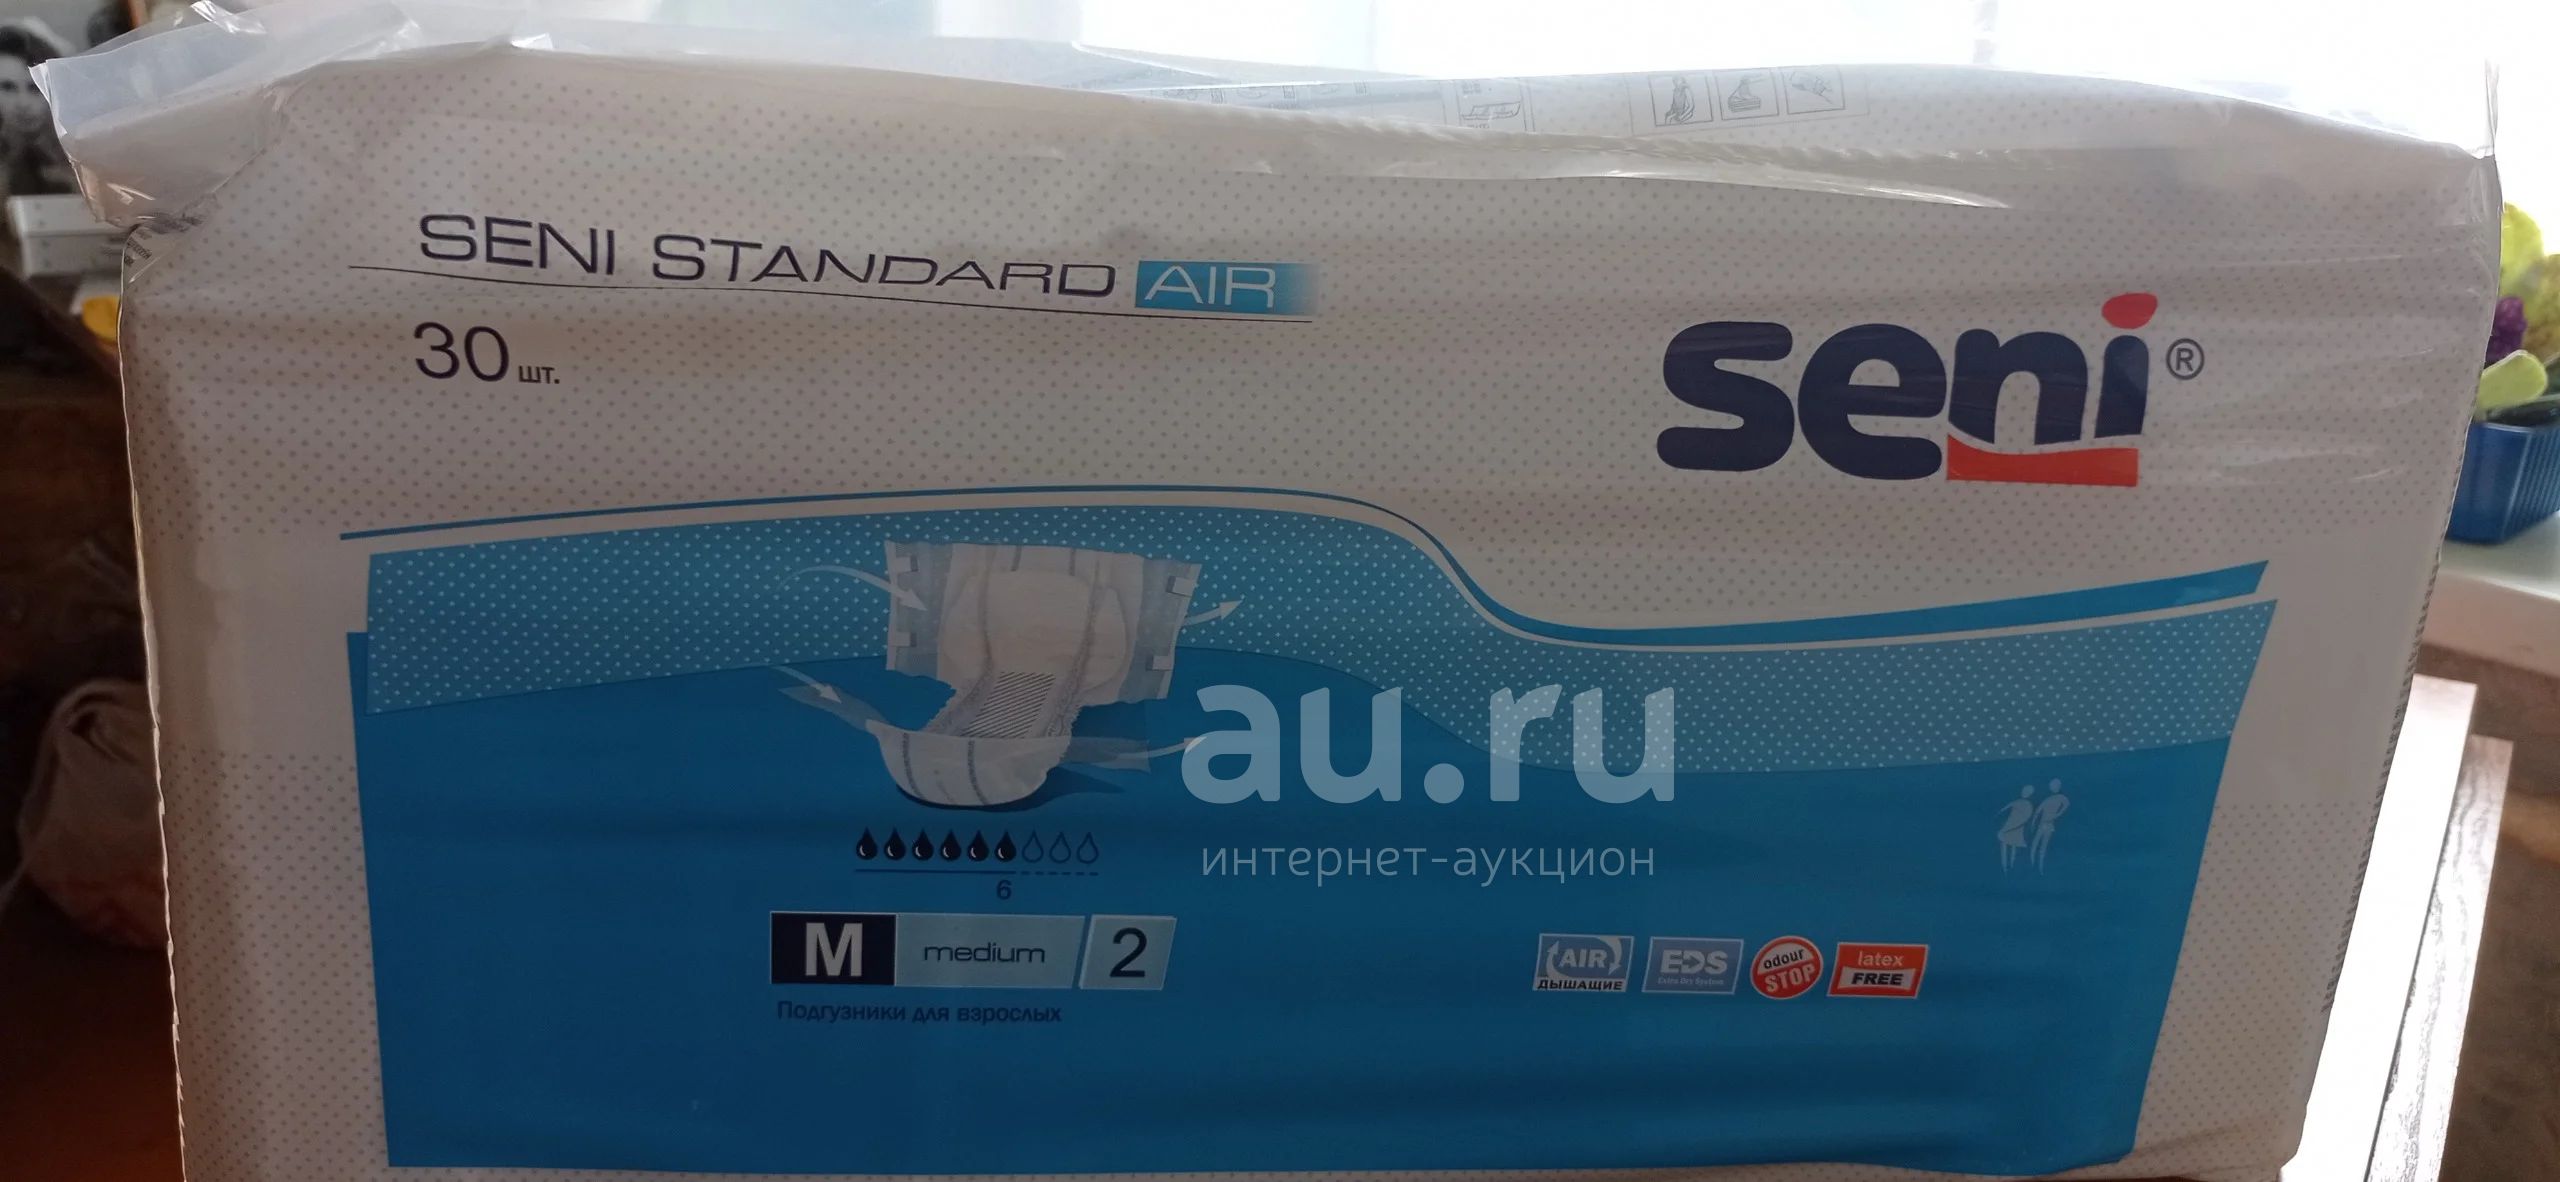 SENI STANDARD AIR
30 шт.
seni®
au.ru
интернет-аукцион
6
M medium 2
Подгузники для взрослых
AIR
ДЫШАЩИЕ
EDS
Extra Dry System
odour
STOP
latex
FREE